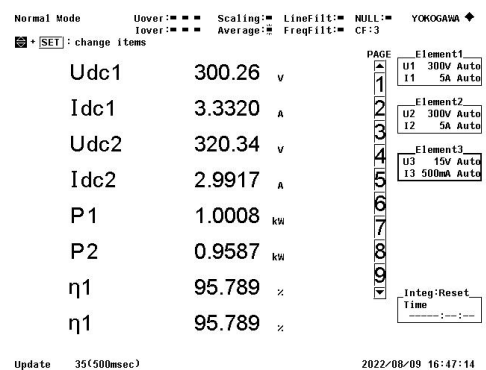 Normal Mode Uover: Scaling: LineFilt: NULL: YOKOGAWA
Iover: Average: FreqFilt: CF:3
+ SET : change items
PAGE
Udc1 300.26 V
Idc1 3.3320 A
Udc2 320.34 V
Idc2 2.9917 A
P1 1.0008 kW
P2 0.9587 kW
η1 95.789 %
η1 95.789 %
1
2
3
4
5
6
7
8
9
Element1
U1 300V Auto
I1 5A Auto
Element2
U2 300V Auto
I2 5A Auto
Element3
U3 15V Auto
I3 500mA Auto
Integ:Reset
Time
-----:--:--
Update 35(500msec) 2022/08/09 16:47:14